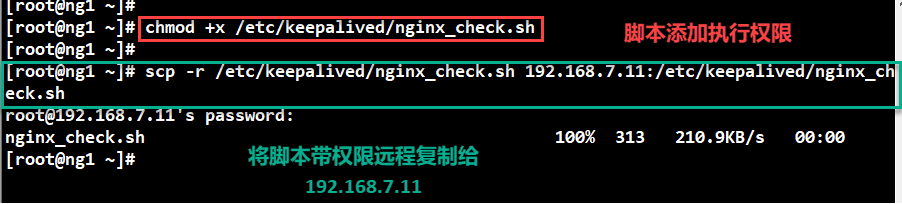 [root@ng1 ~]#
[root@ng1 ~]# chmod +x /etc/keepalived/nginx_check.sh
脚本添加执行权限
[root@ng1 ~]#
[root@ng1 ~]# scp -r /etc/keepalived/nginx_check.sh 192.168.7.11:/etc/keepalived/nginx_ch
eck.sh
root@192.168.7.11's password:
nginx_check.sh 100% 313 210.9KB/s 00:00
[root@ng1 ~]#
将脚本带权限远程复制给
192.168.7.11